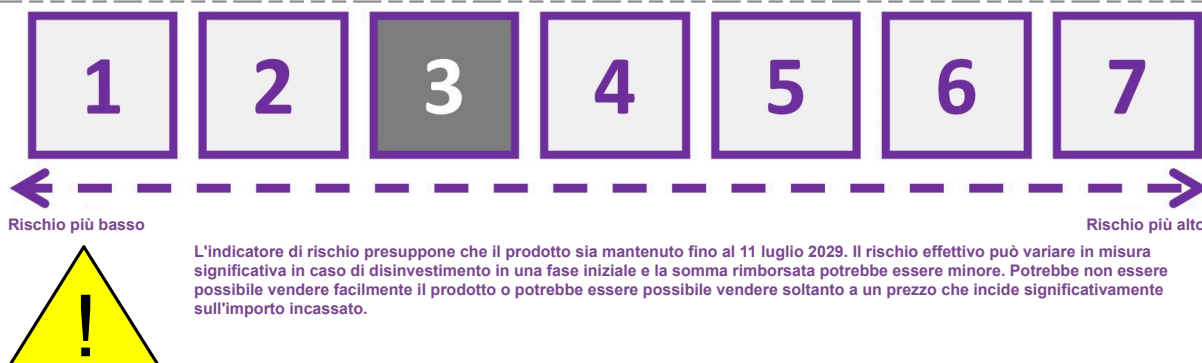 1 2 3 4 5 6 7
Rischio più basso Rischio più alto
L'indicatore di rischio presuppone che il prodotto sia mantenuto fino al 11 luglio 2029. Il rischio effettivo può variare in misura
significativa in caso di disinvestimento in una fase iniziale e la somma rimborsata potrebbe essere minore. Potrebbe non essere
possibile vendere facilmente il prodotto o potrebbe essere possibile vendere soltanto a un prezzo che incide significativamente
sull'importo incassato.
!